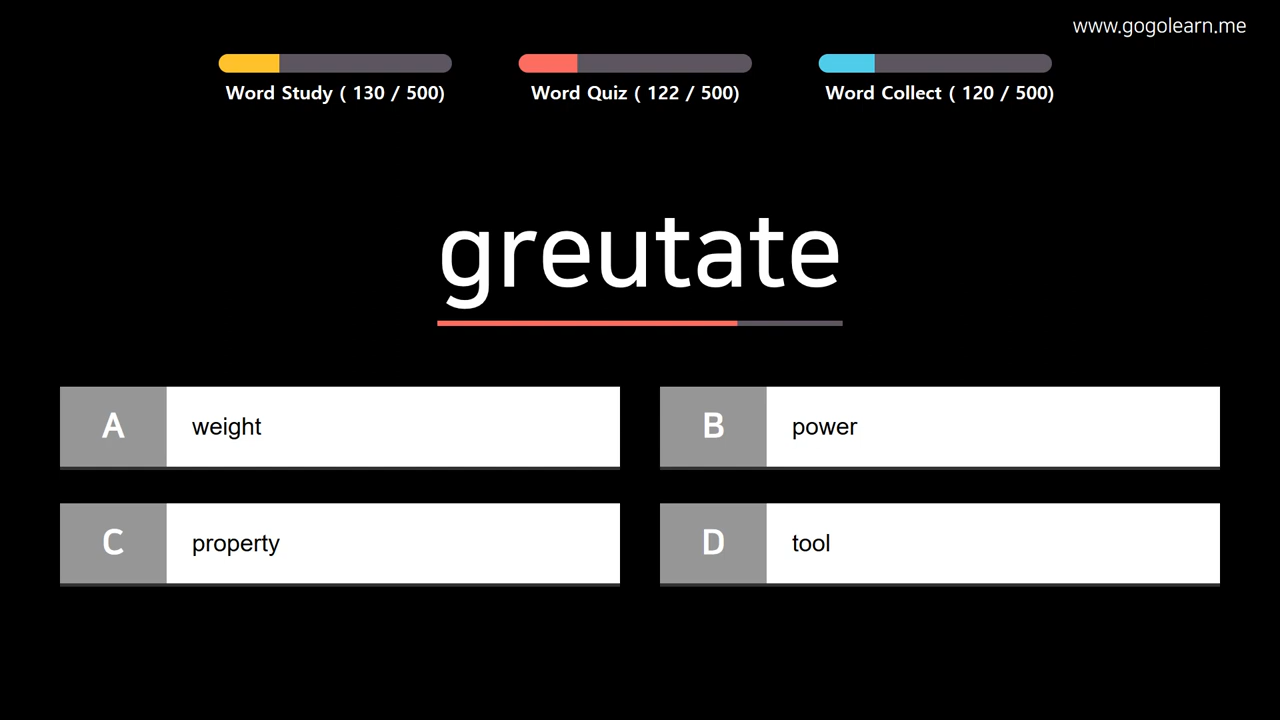 www.gogolearn.me
Word Study ( 130 / 500)
Word Quiz ( 122 / 500)
Word Collect ( 120 / 500)
greutate
A weight
B power
C property
D tool